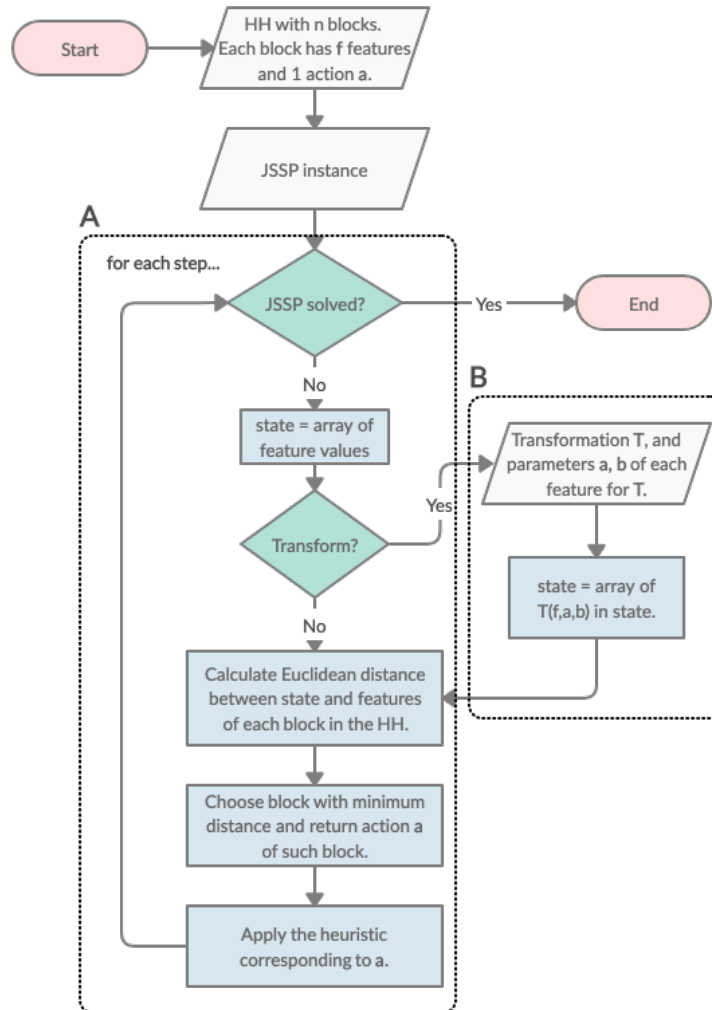 Start
HH with n blocks.
Each block has f features
and 1 action a.
JSSP instance
A
for each step...
JSSP solved?
Yes
End
No
B
state = array of
feature values
Transformation T, and
parameters a, b of each
feature for T.
Yes
Transform?
state = array of
T(f,a,b) in state.
No
Calculate Euclidean distance
between state and features
of each block in the HH.
Choose block with minimum
distance and return action a
of such block.
Apply the heuristic
corresponding to a.